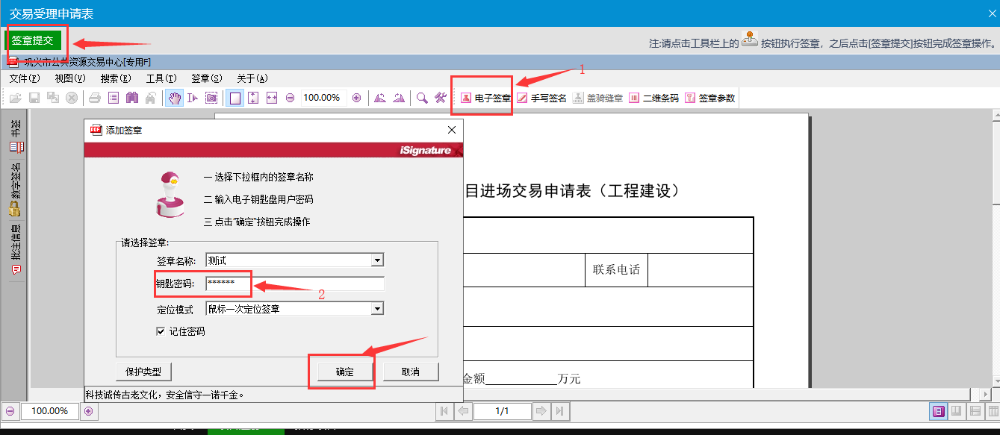 交易受理申请表
签章提交
注:请点击工具栏上的 按钮执行签章，之后点击[签章提交]按钮完成签章操作。
巩义市公共资源交易中心[专用F]
文件(F) 视图(V) 搜索(E) 工具(I) 签章(S) 关于(A)
1
100.00% 电子签章 手写签名 盖骑缝章 二维条码 签章参数
书签
数字签名
批注信息
PDF 添加签章
iSignature
一 选择下拉框内的签章名称
二 输入电子钥匙盘用户密码
三 点击"确定"按钮完成操作
请选择签章:
签章名称: 测试
钥匙密码: ******
2
定位模式 鼠标一次定位签章
记住密码
保护类型 确定 取消
科技诚传古老文化，安全信守一诺千金。
目进场交易申请表（工程建设）
联系电话
金额 万元
100.00% 1/1